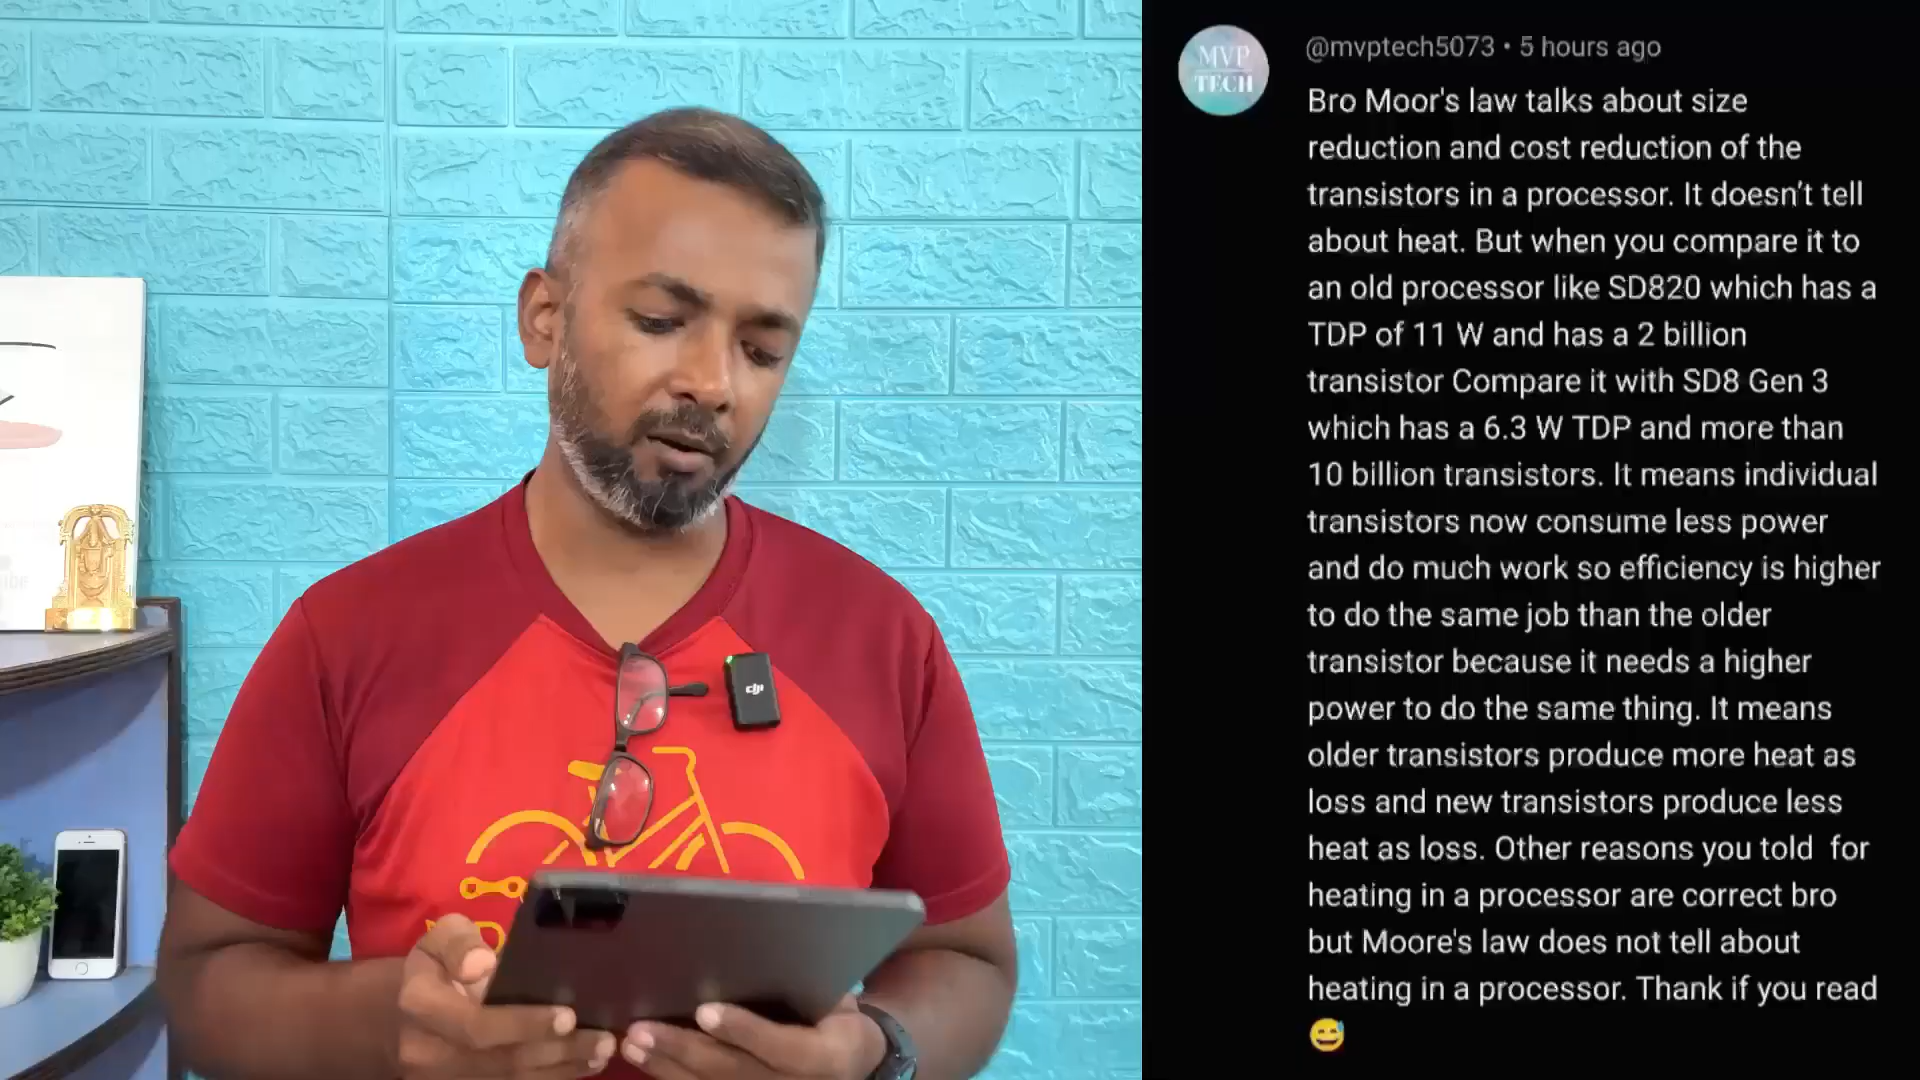 MVP
TECH
@mvptech5073 • 5 hours ago
Bro Moor's law talks about size
reduction and cost reduction of the
transistors in a processor. It doesn't tell
about heat. But when you compare it to
an old processor like SD820 which has a
TDP of 11 W and has a 2 billion
transistor Compare it with SD8 Gen 3
which has a 6.3 W TDP and more than
10 billion transistors. It means individual
transistors now consume less power
and do much work so efficiency is higher
to do the same job than the older
transistor because it needs a higher
power to do the same thing. It means
older transistors produce more heat as
loss and new transistors produce less
heat as loss. Other reasons you told  for
heating in a processor are correct bro
but Moore's law does not tell about
heating in a processor. Thank if you read
😅
dji